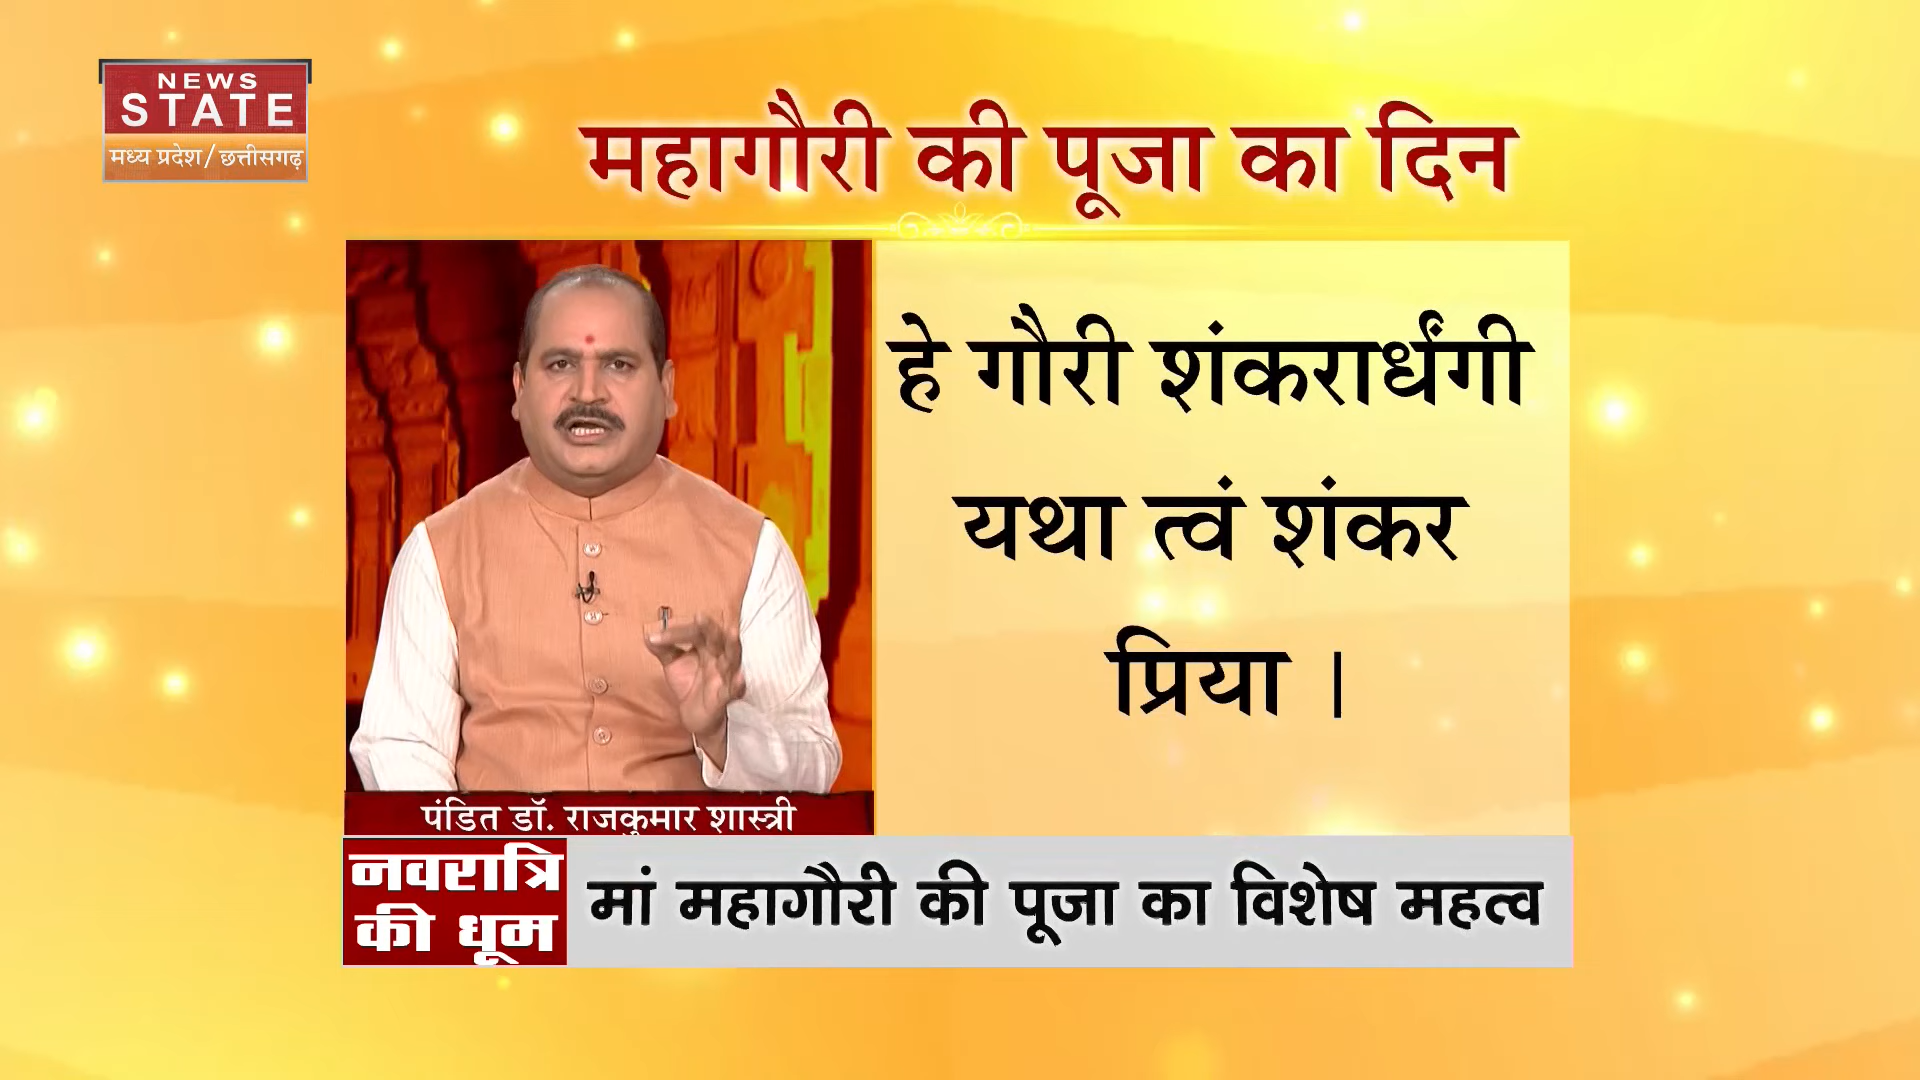 NEWS
STATE
मध्य प्रदेश/छत्तीसगढ़
महागौरी की पूजा का दिन
हे गौरी शंकरार्धंगी
यथा त्वं शंकर
प्रिया ।
पंडित डॉ. राजकुमार शास्त्री
नवरात्रि
की धूम
मां महागौरी की पूजा का विशेष महत्व